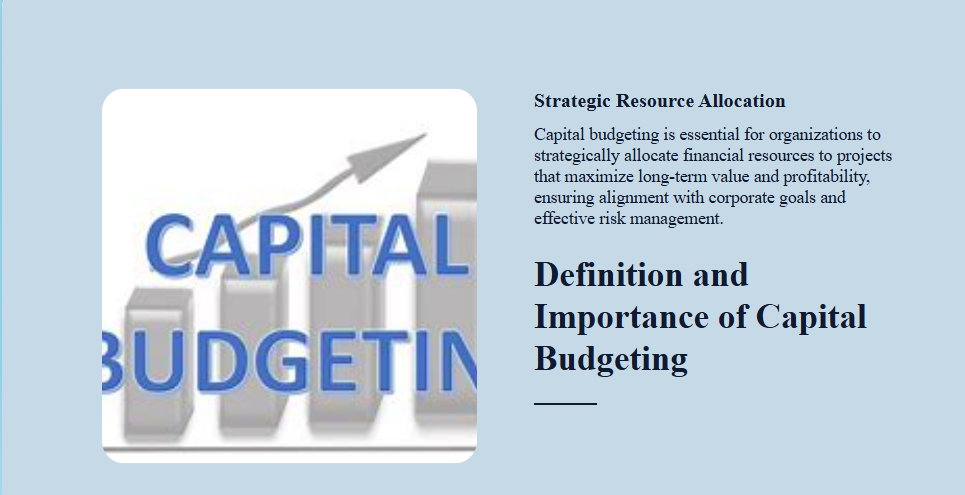 CAPITAL
BUDGETIN
Strategic Resource Allocation
Capital budgeting is essential for organizations to
strategically allocate financial resources to projects
that maximize long-term value and profitability,
ensuring alignment with corporate goals and
effective risk management.
Definition and
Importance of Capital
Budgeting